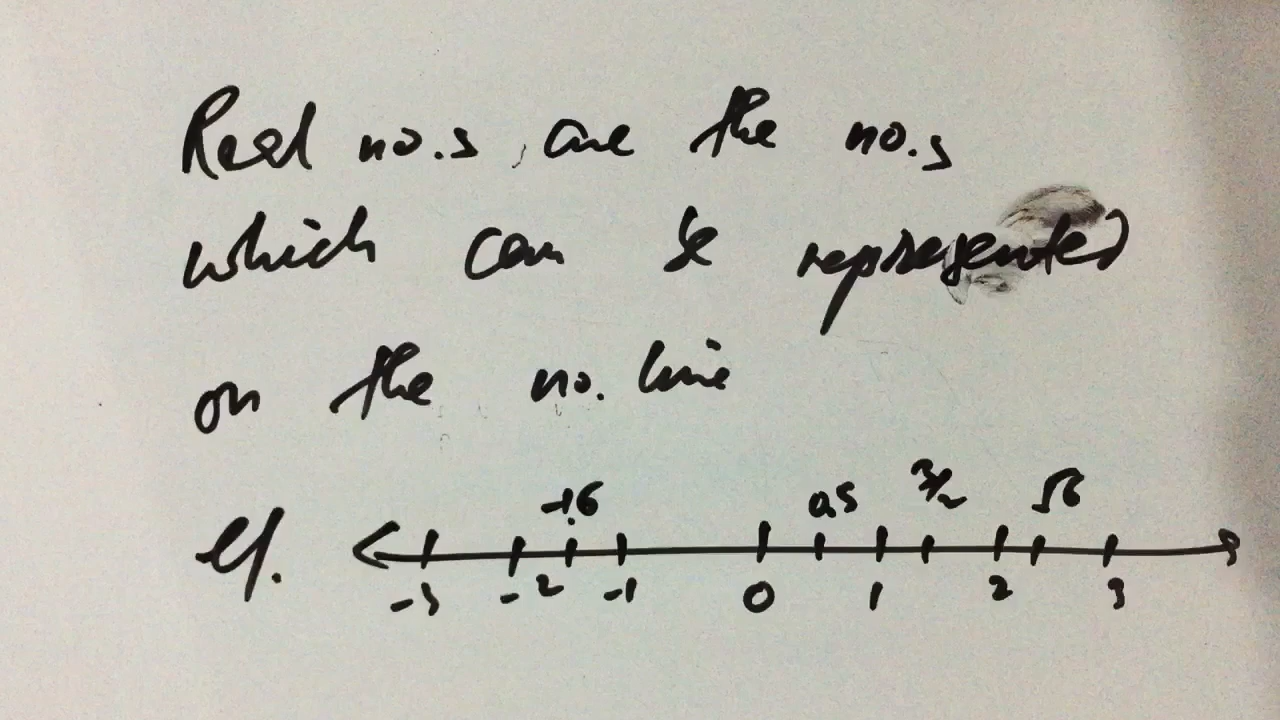 Real no.s, are the no.s
which can be represented
on the no. line
-1.6 0.5 3/2 √6
eg.
-3 -2 -1 0 1 2 3